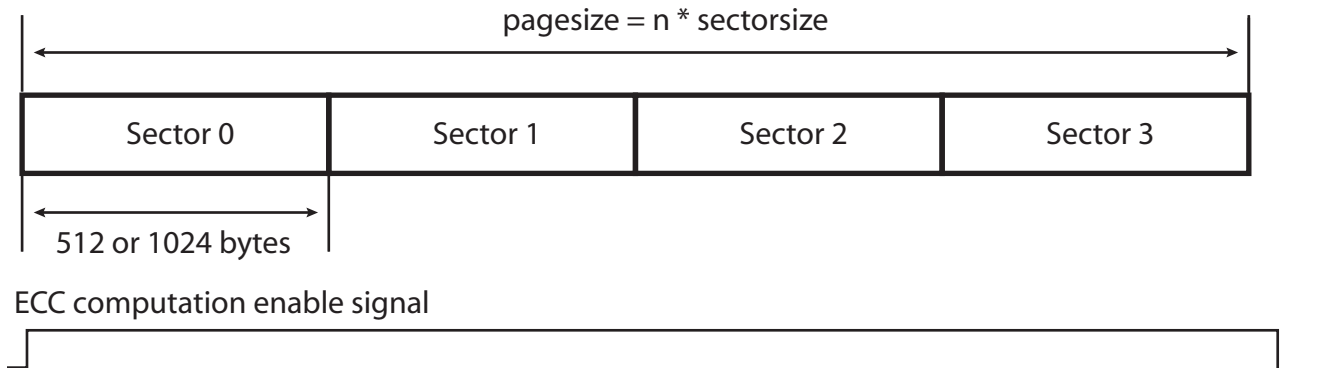 pagesize = n * sectorsize
Sector 0 Sector 1 Sector 2 Sector 3
512 or 1024 bytes
ECC computation enable signal